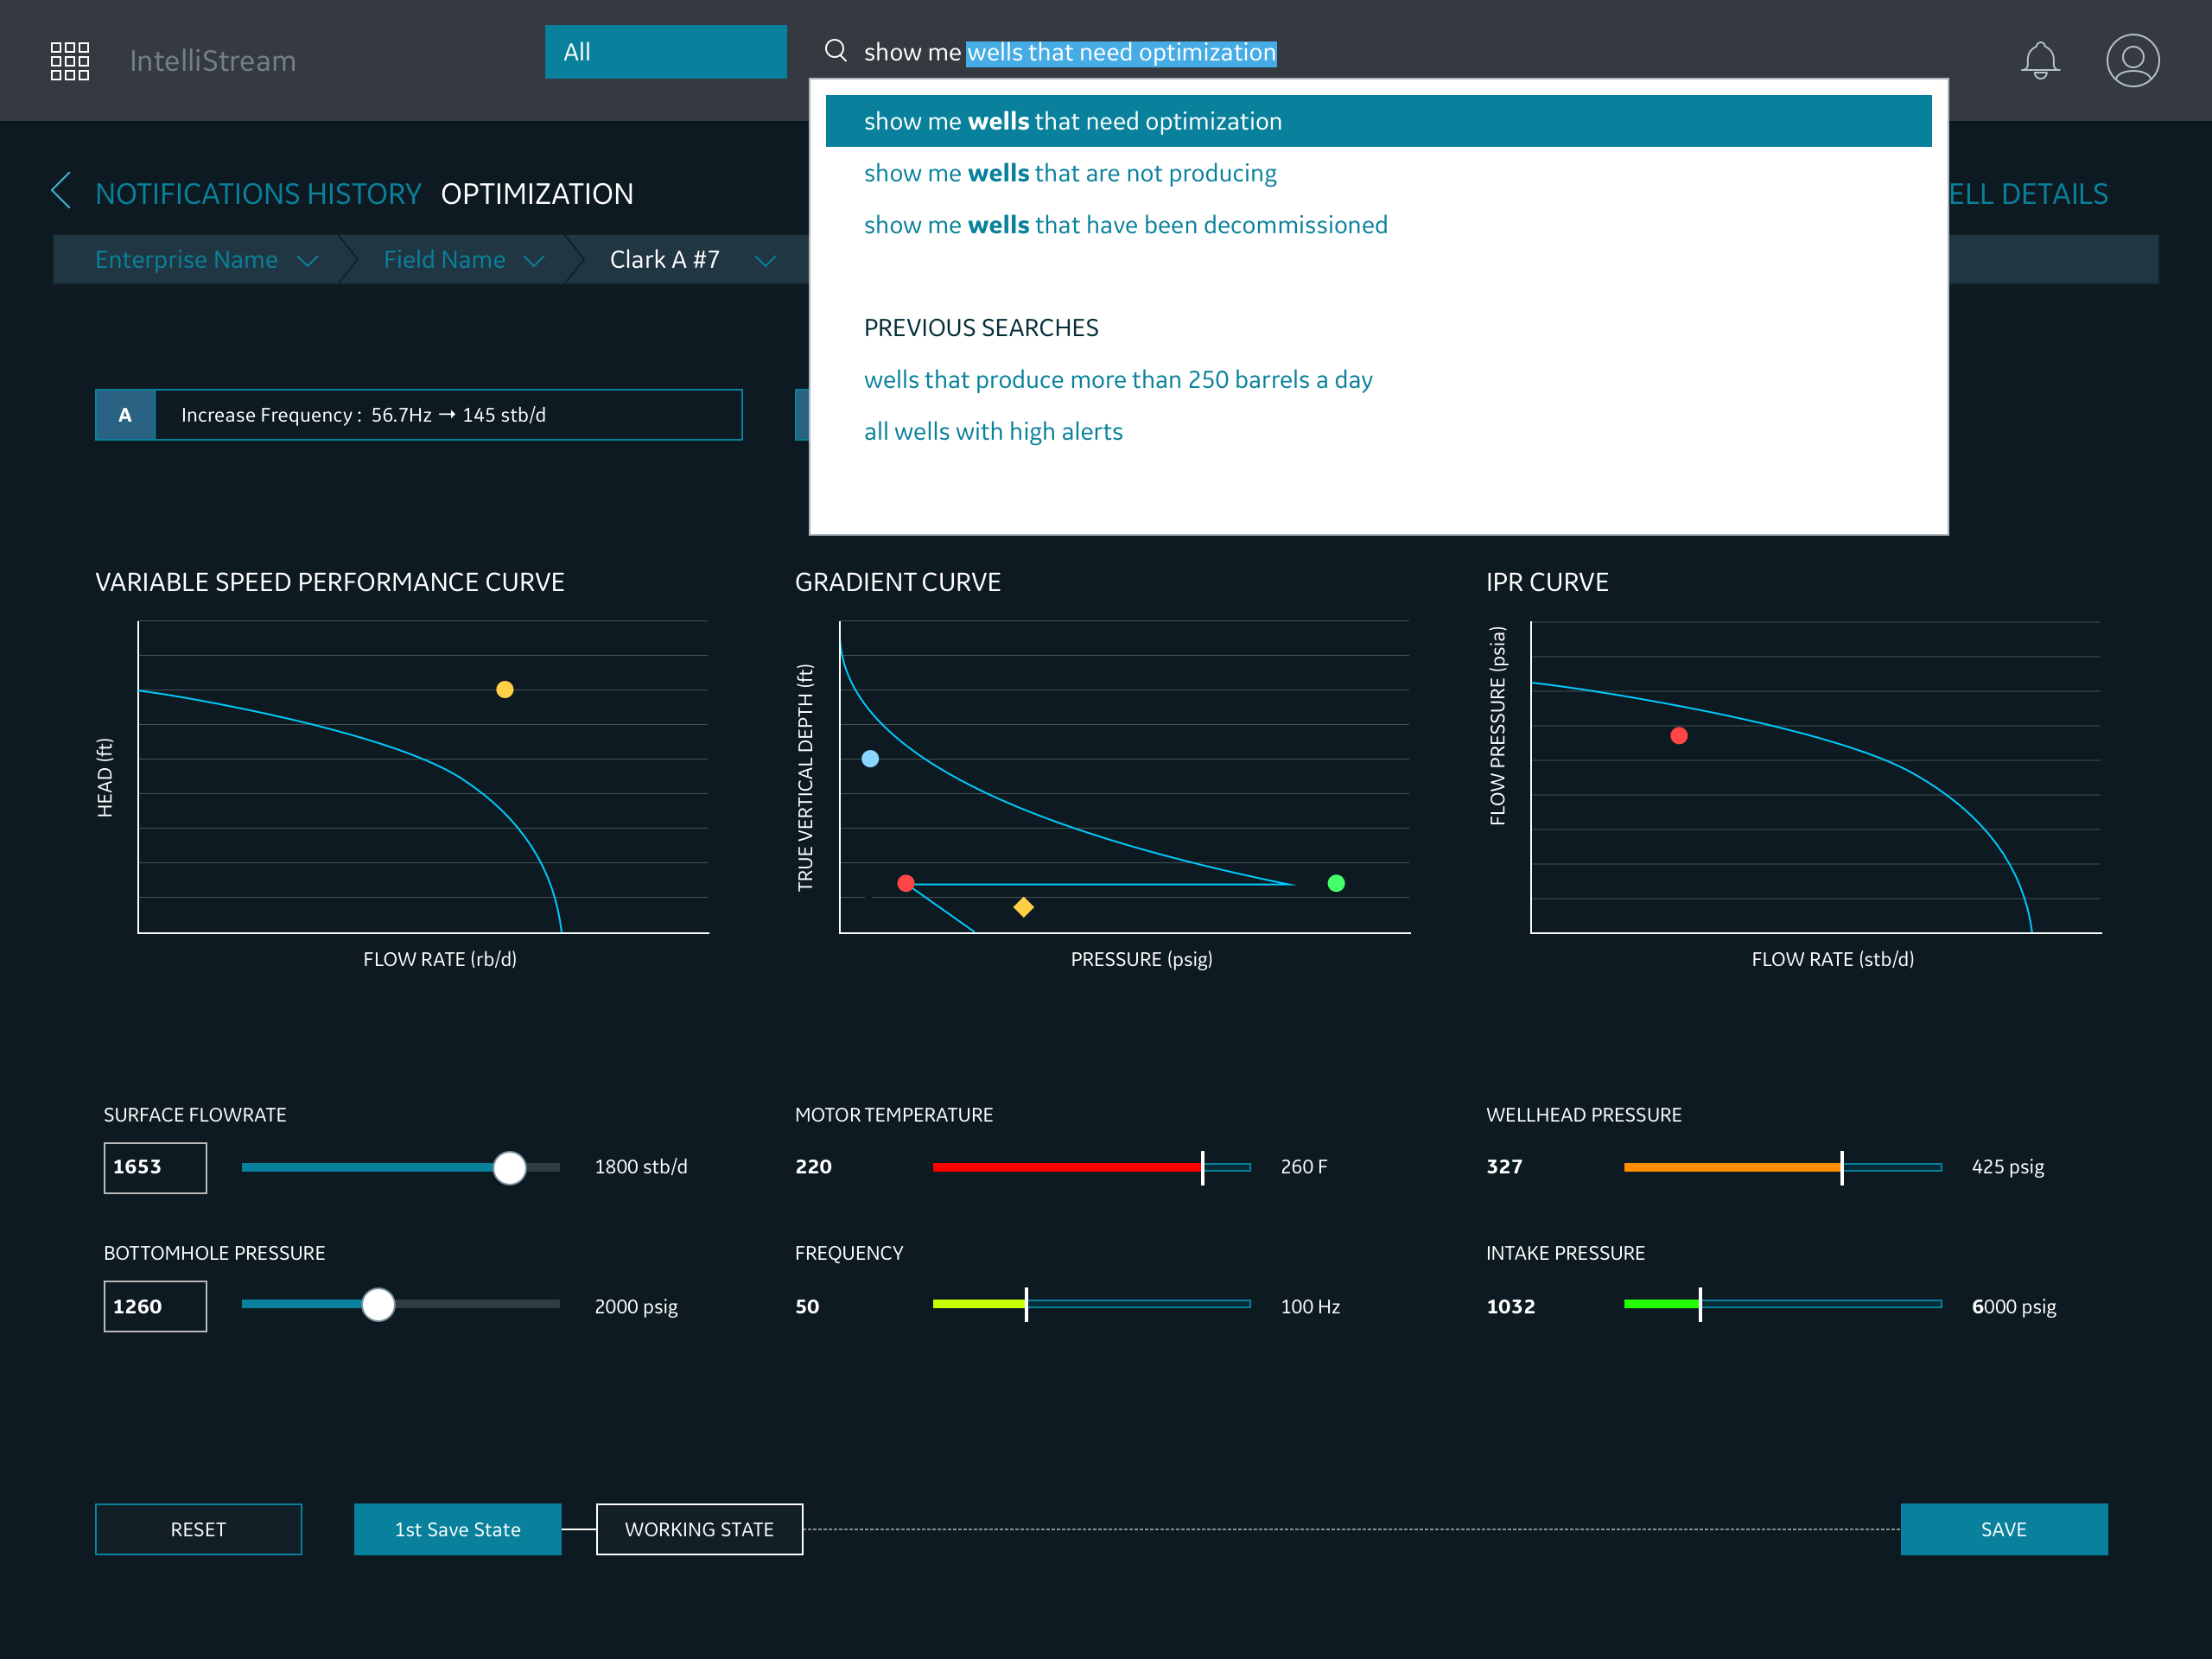 IntelliStream
All
show me wells that need optimization
show me wells that need optimization
show me wells that are not producing
show me wells that have been decommissioned
PREVIOUS SEARCHES
wells that produce more than 250 barrels a day
all wells with high alerts
NOTIFICATIONS HISTORY OPTIMIZATION
ELL DETAILS
Enterprise Name
Field Name
Clark A #7
A
Increase Frequency : 56.7Hz → 145 stb/d
VARIABLE SPEED PERFORMANCE CURVE
HEAD (ft)
FLOW RATE (rb/d)
GRADIENT CURVE
TRUE VERTICAL DEPTH (ft)
PRESSURE (psig)
IPR CURVE
FLOW PRESSURE (psia)
FLOW RATE (stb/d)
SURFACE FLOWRATE
1653
1800 stb/d
MOTOR TEMPERATURE
220
260 F
WELLHEAD PRESSURE
327
425 psig
BOTTOMHOLE PRESSURE
1260
2000 psig
FREQUENCY
50
100 Hz
INTAKE PRESSURE
1032
6000 psig
RESET
1st Save State
WORKING STATE
SAVE